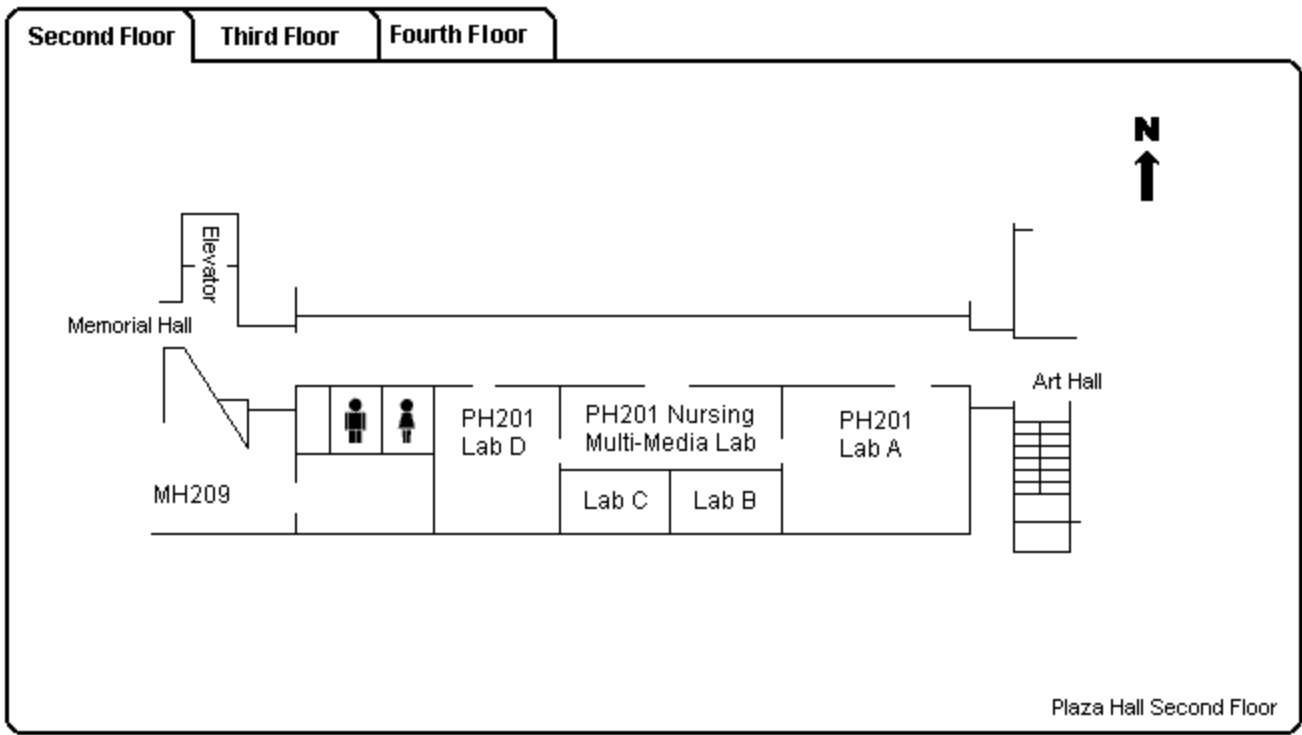 Second Floor
Third Floor
Fourth Floor
N
Elevator
Memorial Hall
Art Hall
PH201
Lab D
PH201 Nursing
Multi-Media Lab
PH201
Lab A
MH209
Lab C
Lab B
Plaza Hall Second Floor